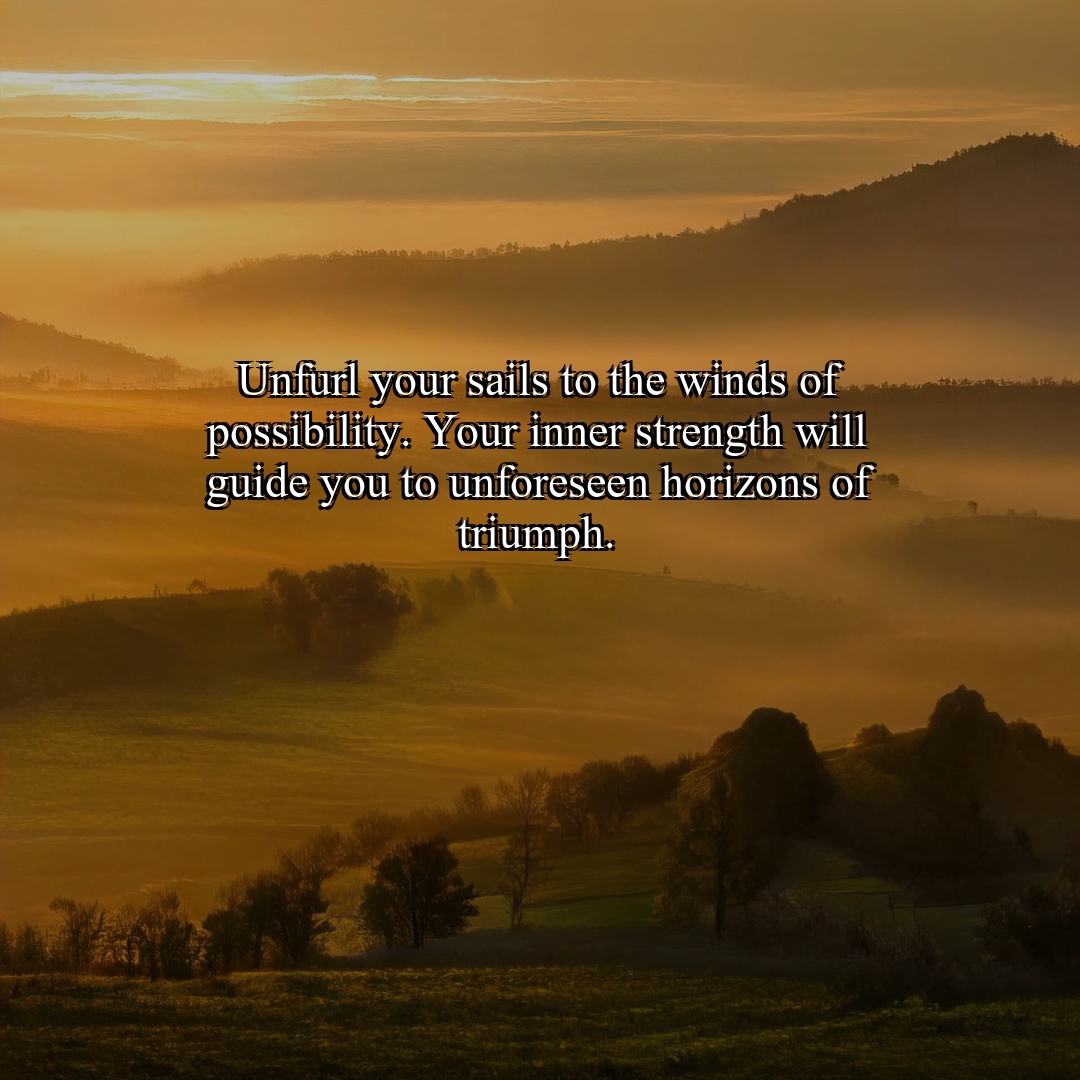 Unfurl your sails to the winds of
possibility. Your inner strength will
guide you to unforeseen horizons of
triumph.